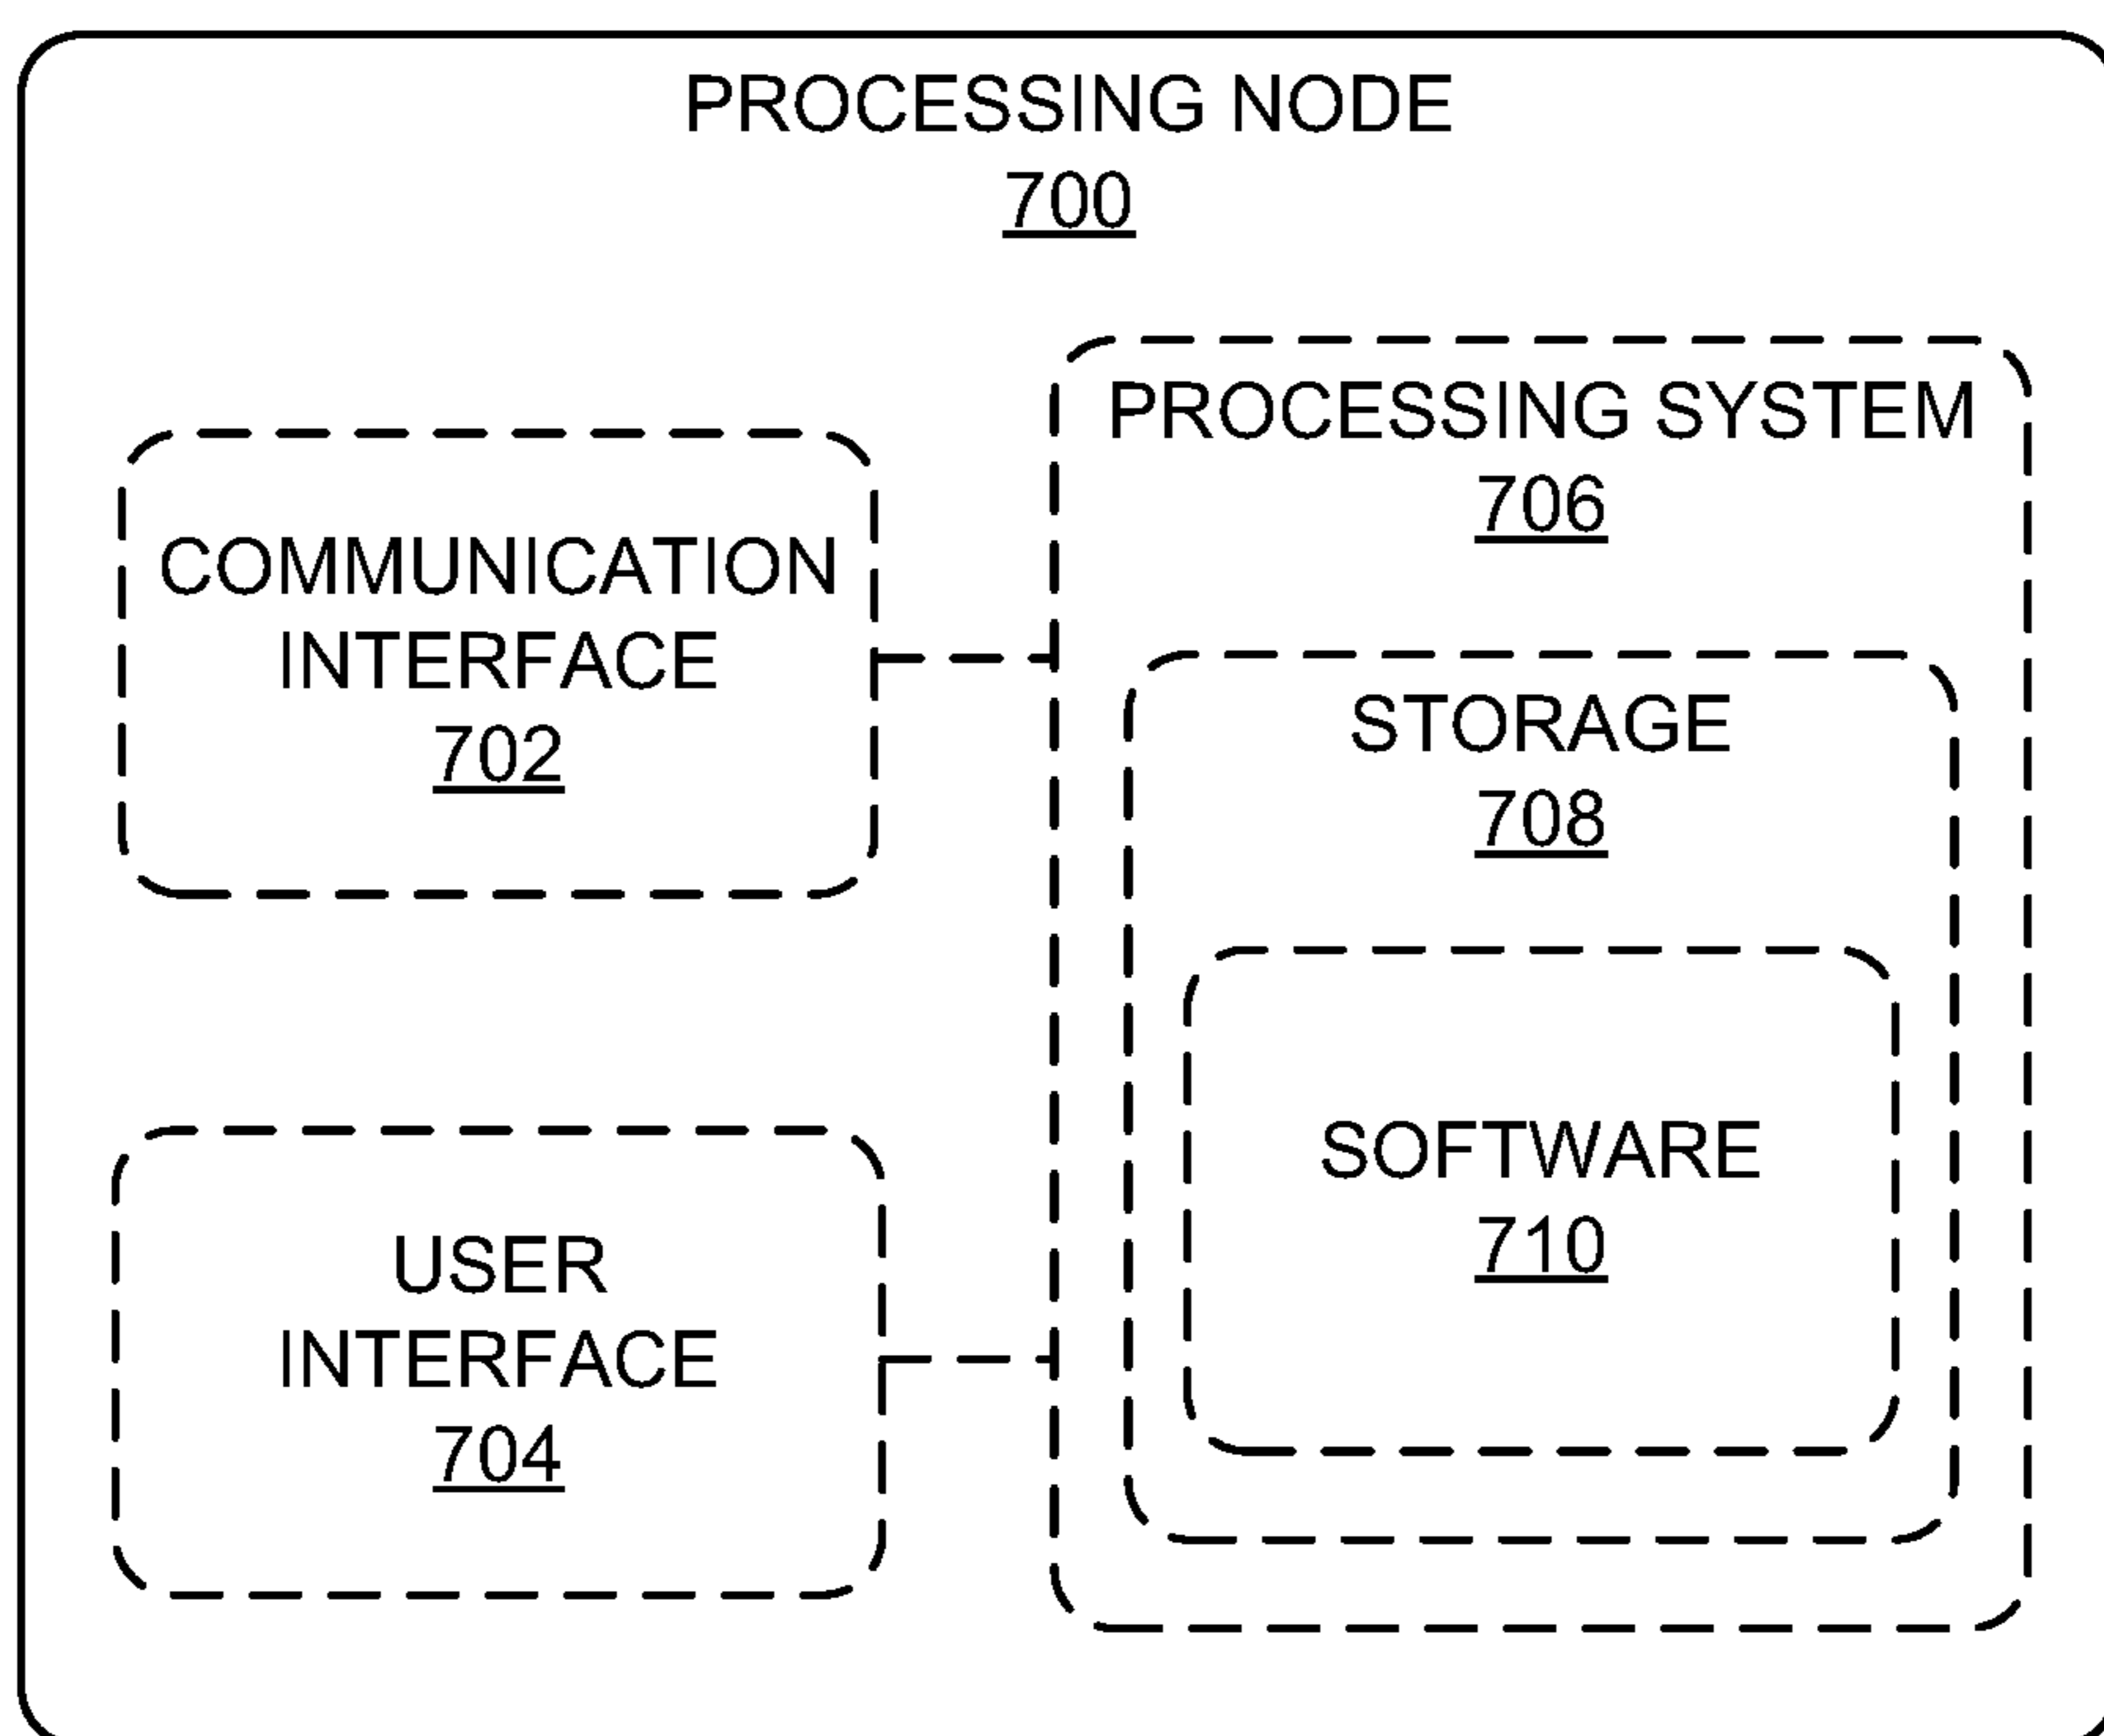 PROCESSING NODE
700
COMMUNICATION
INTERFACE
702
USER
INTERFACE
704
PROCESSING SYSTEM
706
STORAGE
708
SOFTWARE
710